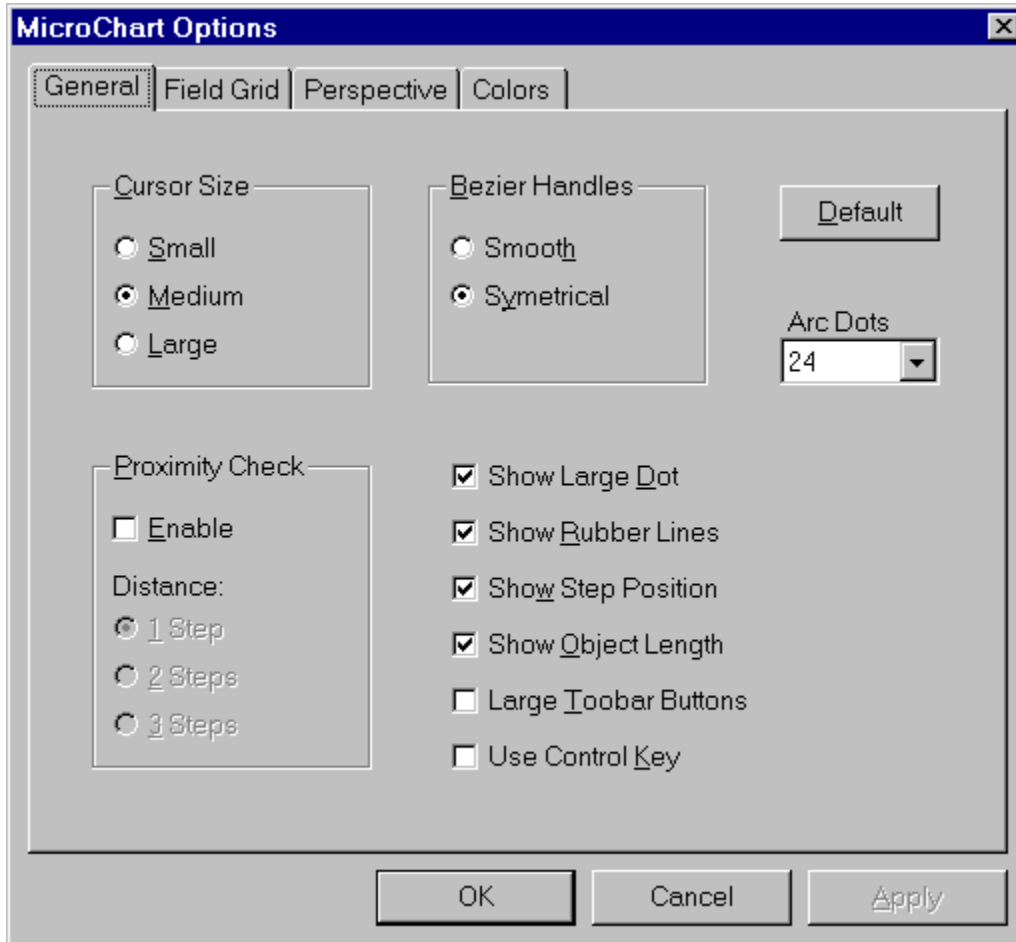 MicroChart Options
General Field Grid Perspective Colors
Cursor Size
Small
Medium
Large
Bezier Handles
Smooth
Symetrical
Default
Arc Dots
24
Proximity Check
Enable
Distance:
1 Step
2 Steps
3 Steps
Show Large Dot
Show Rubber Lines
Show Step Position
Show Object Length
Large Toobar Buttons
Use Control Key
OK Cancel Apply